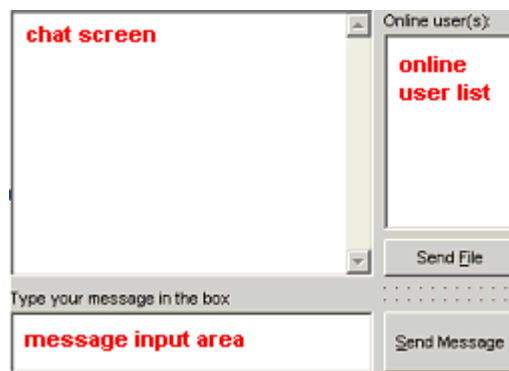 chat screen
Online user(s):
online
user list
Send File
Type your message in the box
message input area
Send Message